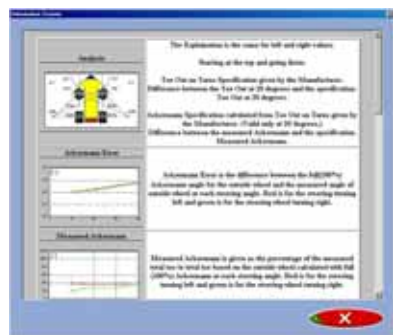 Information Screen
Analysis
The Explanation is the same for left and right values.
Starting at the top and going down.
Toe Out on Turns Specification given by the Manufacturer.
Difference between the Toe Out at 20 degrees and the specification.
Toe Out at 20 degrees.
Ackermann Specification calculated from Toe Out on Turns given by
the Manufacturer. (Valid only at 20 degrees.)
Difference between the measured Ackermann and the specification.
Measured Ackermann.
Ackermann Error
Ackermann Error is the difference between the full(100%)
Ackermann angle for the outside wheel and the measured angle of
outside wheel at each steering angle. Red is for the steering turning
left and green is for the steering wheel turning right.
Measured Ackermann
Measured Ackermann is given as the percentage of the measured
total toe to total toe based on the outside wheel calculated with full
(100%) Ackermann at each steering angle. Red is for the steering
turning left and green is for the steering wheel turning right.